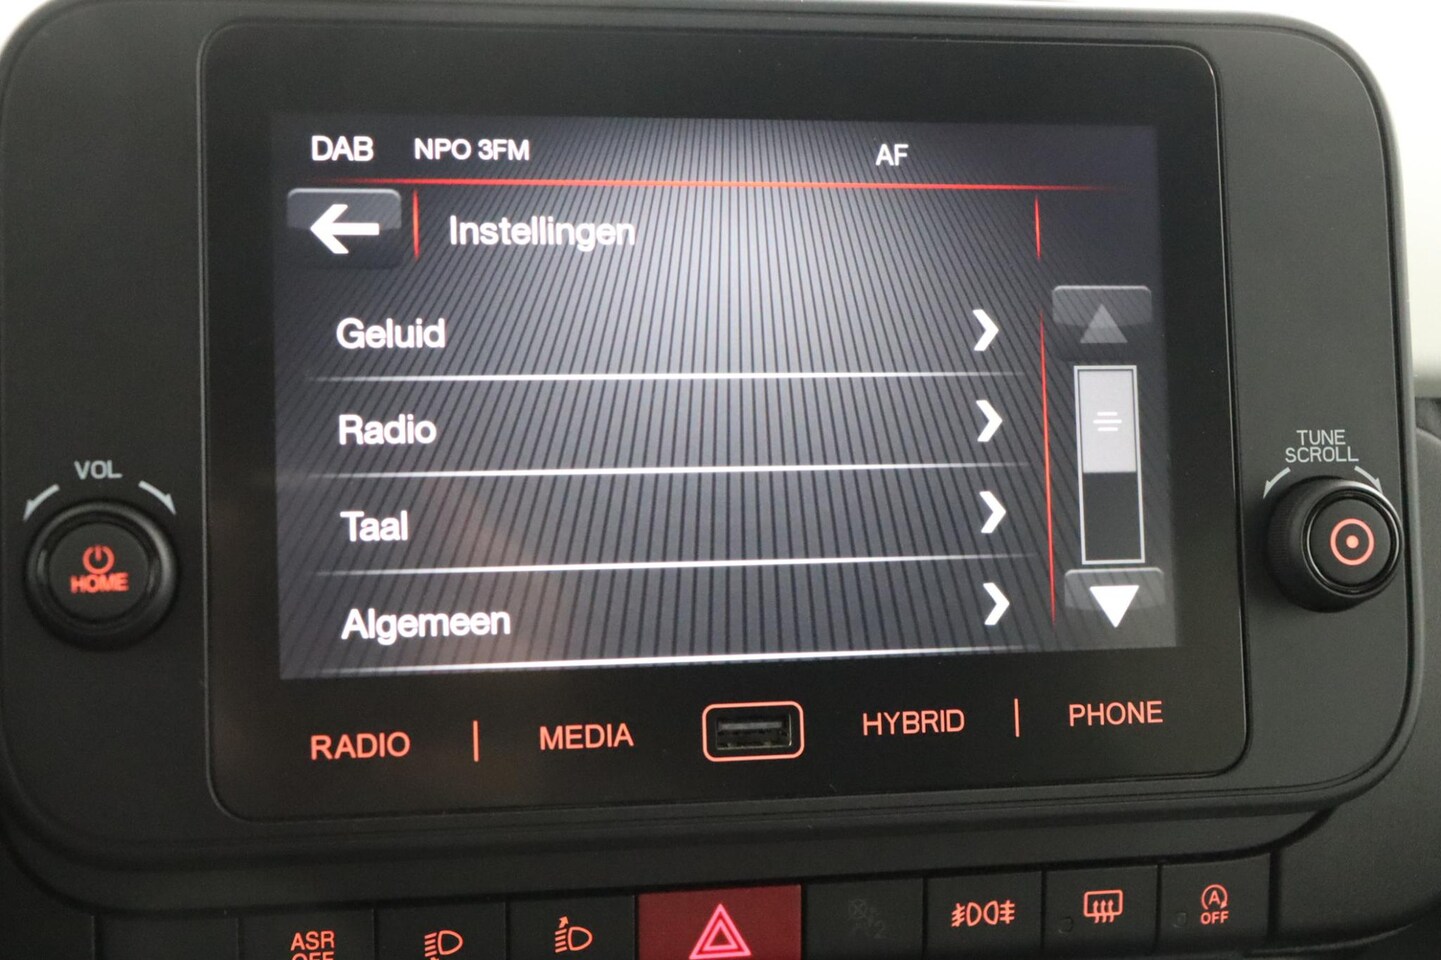 DAB NPO 3FM AF
Instellingen
Geluid
Radio
Taal
Algemeen
VOL
HOME
TUNE
SCROLL
RADIO | MEDIA HYBRID | PHONE
ASR
OFF
A
OFF